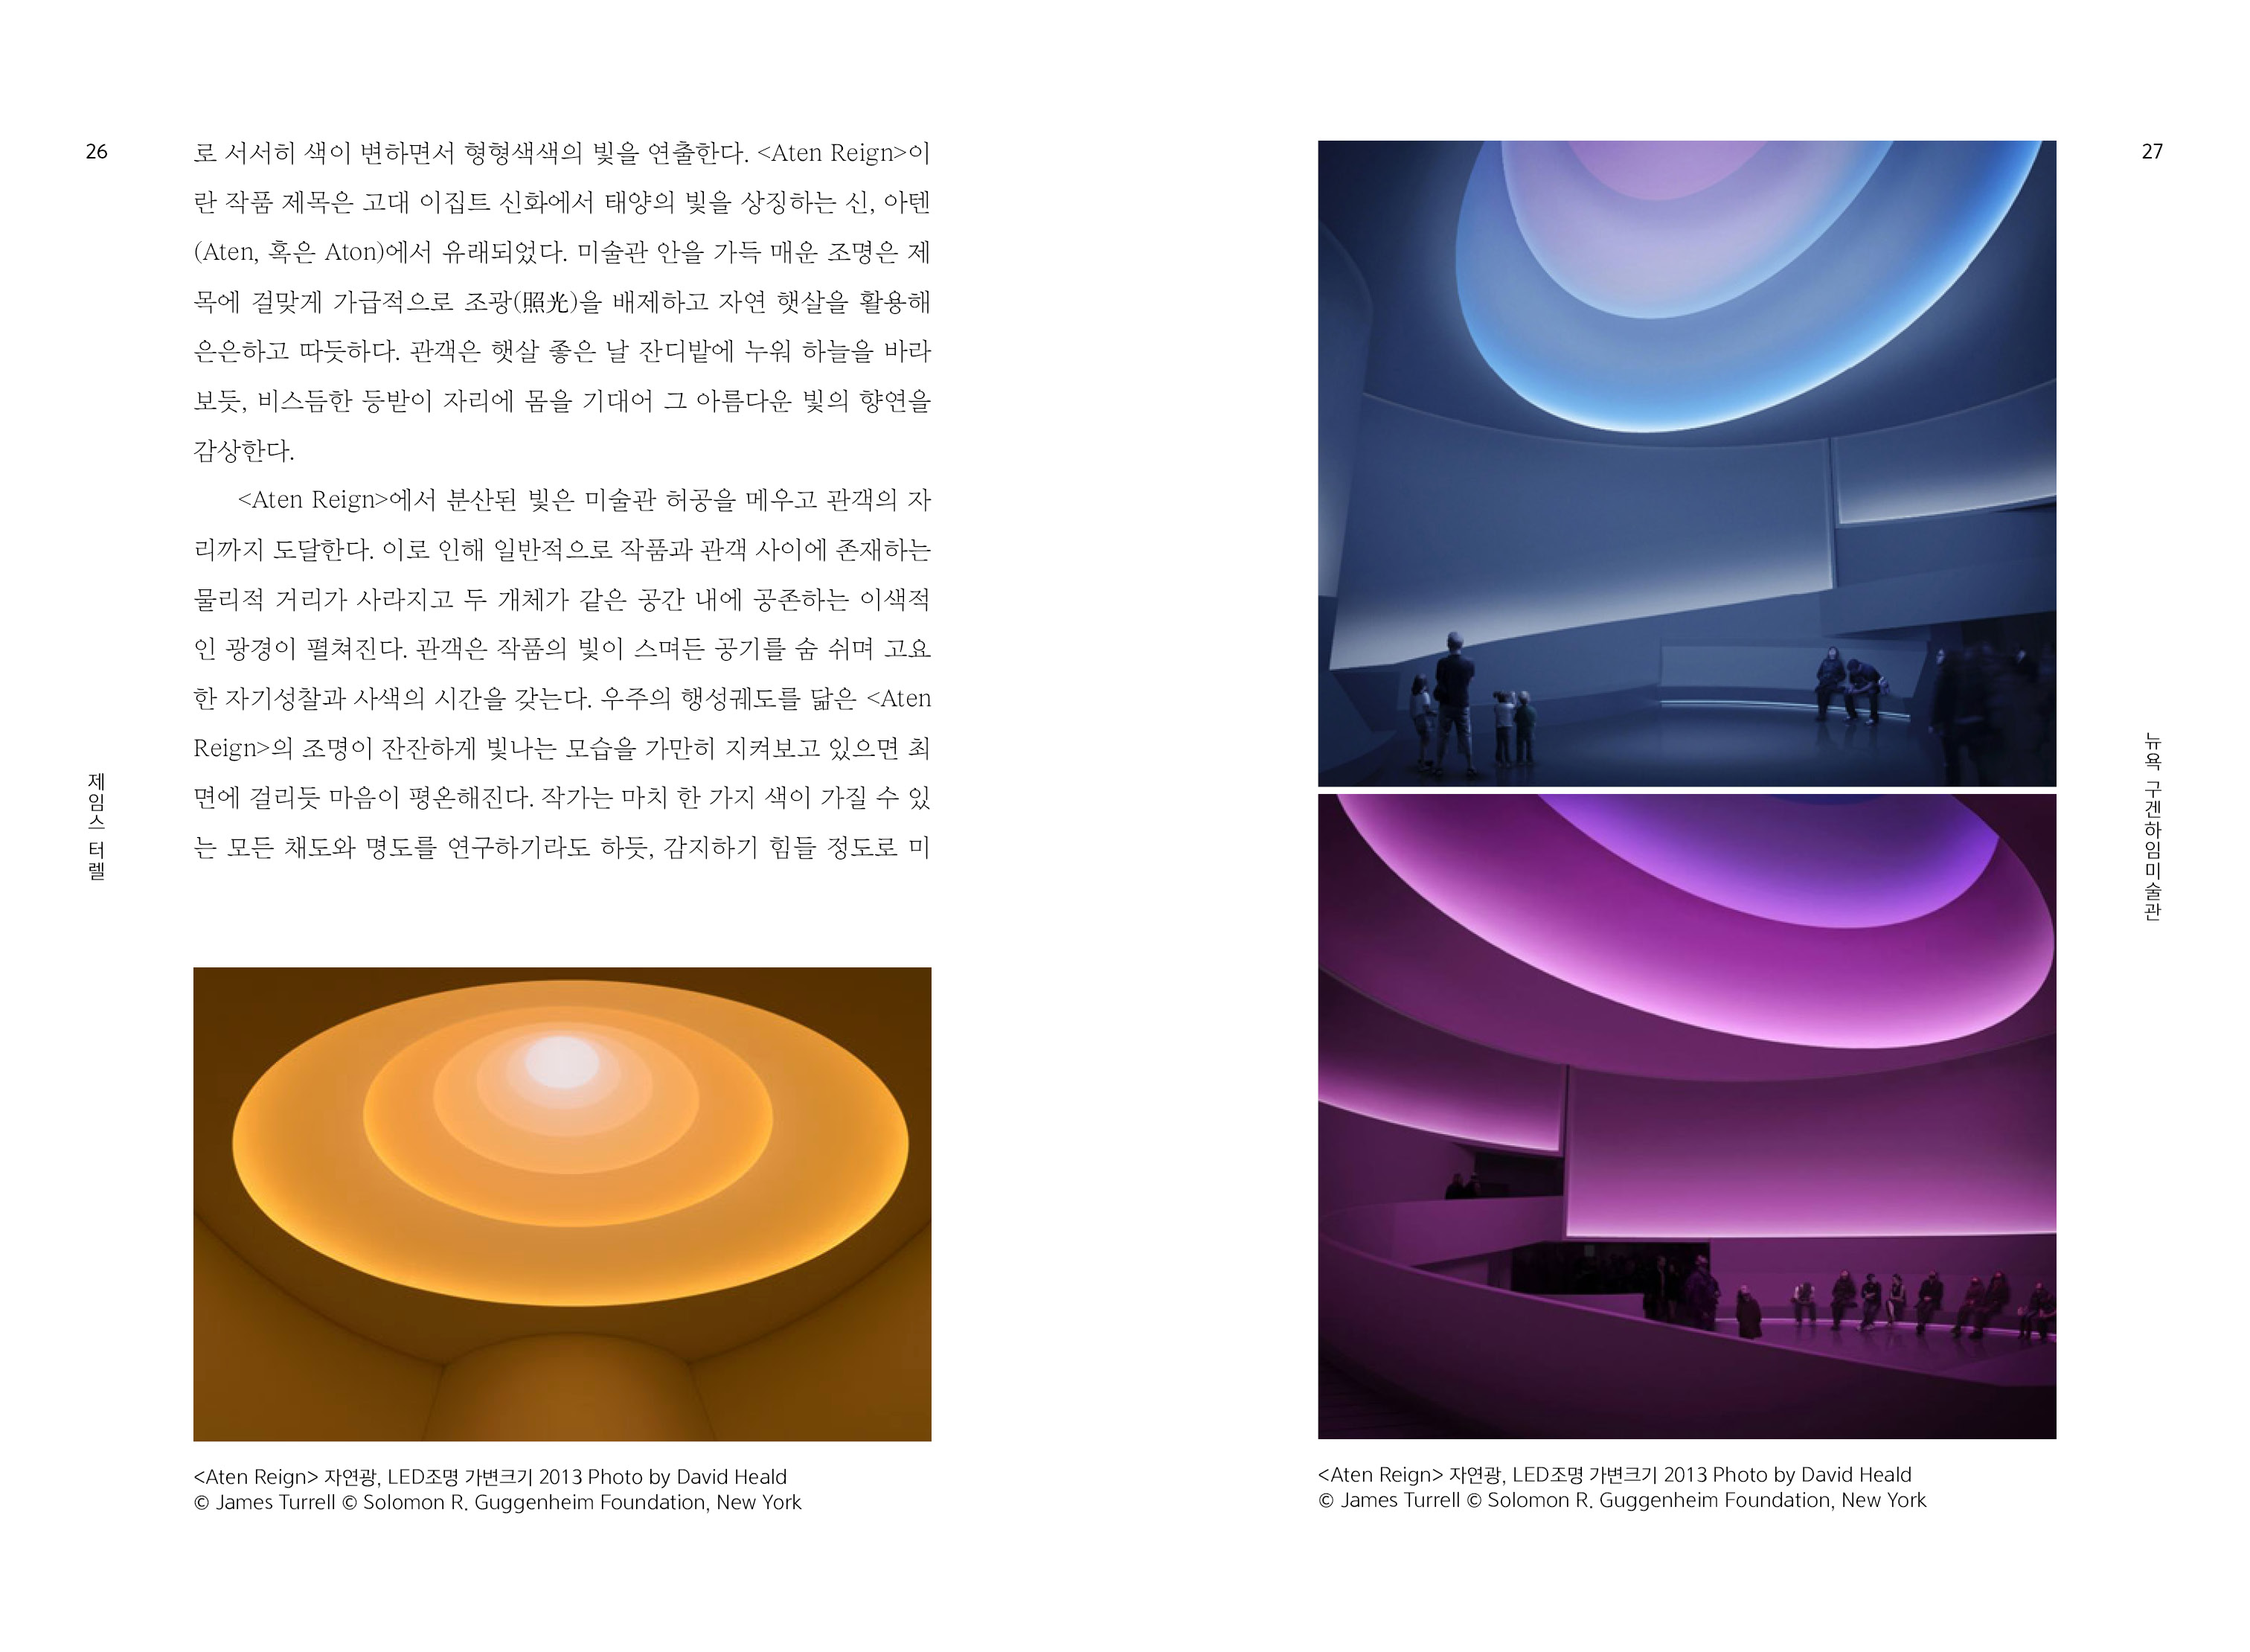 26
로 서서히 색이 변하면서 형형색색의 빛을 연출한다. <Aten Reign>이
란 작품 제목은 고대 이집트 신화에서 태양의 빛을 상징하는 신, 아텐
(Aten, 혹은 Aton)에서 유래되었다. 미술관 안을 가득 매운 조명은 제
목에 걸맞게 가급적으로 조광(照光)을 배제하고 자연 햇살을 활용해
은은하고 따듯하다. 관객은 햇살 좋은 날 잔디밭에 누워 하늘을 바라
보듯, 비스듬한 등받이 자리에 몸을 기대어 그 아름다운 빛의 향연을
감상한다.
<Aten Reign>에서 분산된 빛은 미술관 허공을 메우고 관객의 자
리까지 도달한다. 이로 인해 일반적으로 작품과 관객 사이에 존재하는
물리적 거리가 사라지고 두 개체가 같은 공간 내에 공존하는 이색적
인 광경이 펼쳐진다. 관객은 작품의 빛이 스며든 공기를 숨 쉬며 고요
한 자기성찰과 사색의 시간을 갖는다. 우주의 행성궤도를 닮은 <Aten
Reign>의 조명이 잔잔하게 빛나는 모습을 가만히 지켜보고 있으면 최
면에 걸리듯 마음이 평온해진다. 작가는 마치 한 가지 색이 가질 수 있
는 모든 채도와 명도를 연구하기라도 하듯, 감지하기 힘들 정도로 미
제임스 터렐
<Aten Reign> 자연광, LED조명 가변크기 2013 Photo by David Heald
© James Turrell © Solomon R. Guggenheim Foundation, New York
27
뉴욕 구겐하임미술관
<Aten Reign> 자연광, LED조명 가변크기 2013 Photo by David Heald
© James Turrell © Solomon R. Guggenheim Foundation, New York